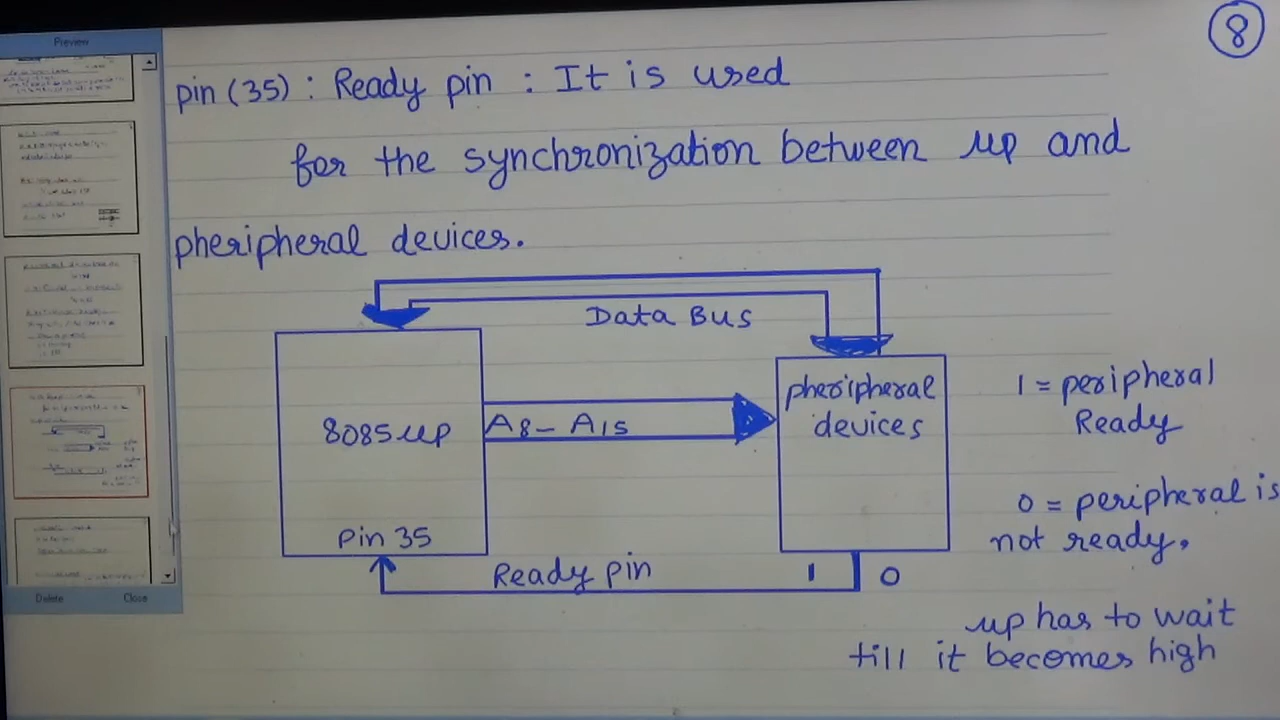 Preview
8
pin (35) : Ready pin : It is used
for the synchronization between up and
pheripheral devices.
Data Bus
pheripheral
devices
1 = peripheral
Ready
8085 up
A8 - A15
0 = peripheral is
not ready.
Pin 35
Ready pin
1
0
up has to wait
till it becomes high
Delete
Close